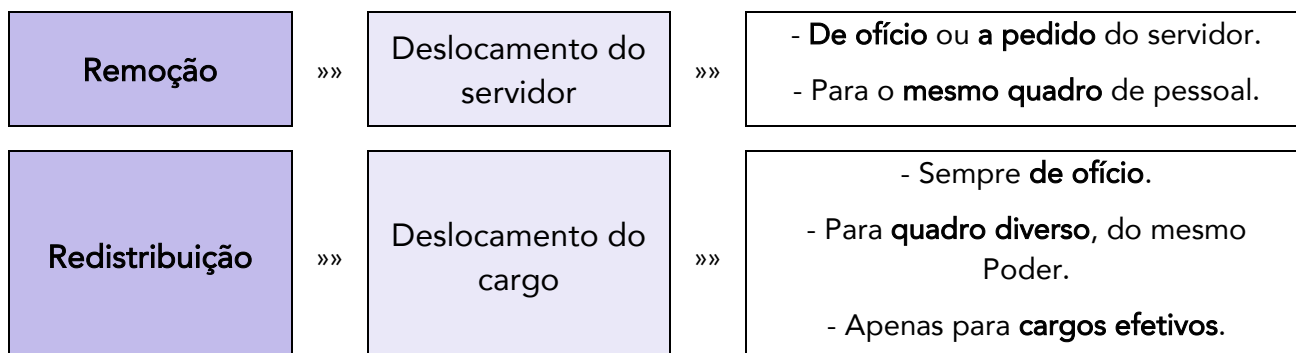 Remoção »» Deslocamento do servidor »» - De ofício ou a pedido do servidor.
- Para o mesmo quadro de pessoal.
Redistribuição »» Deslocamento do cargo »» - Sempre de ofício.
- Para quadro diverso, do mesmo
Poder.
- Apenas para cargos efetivos.